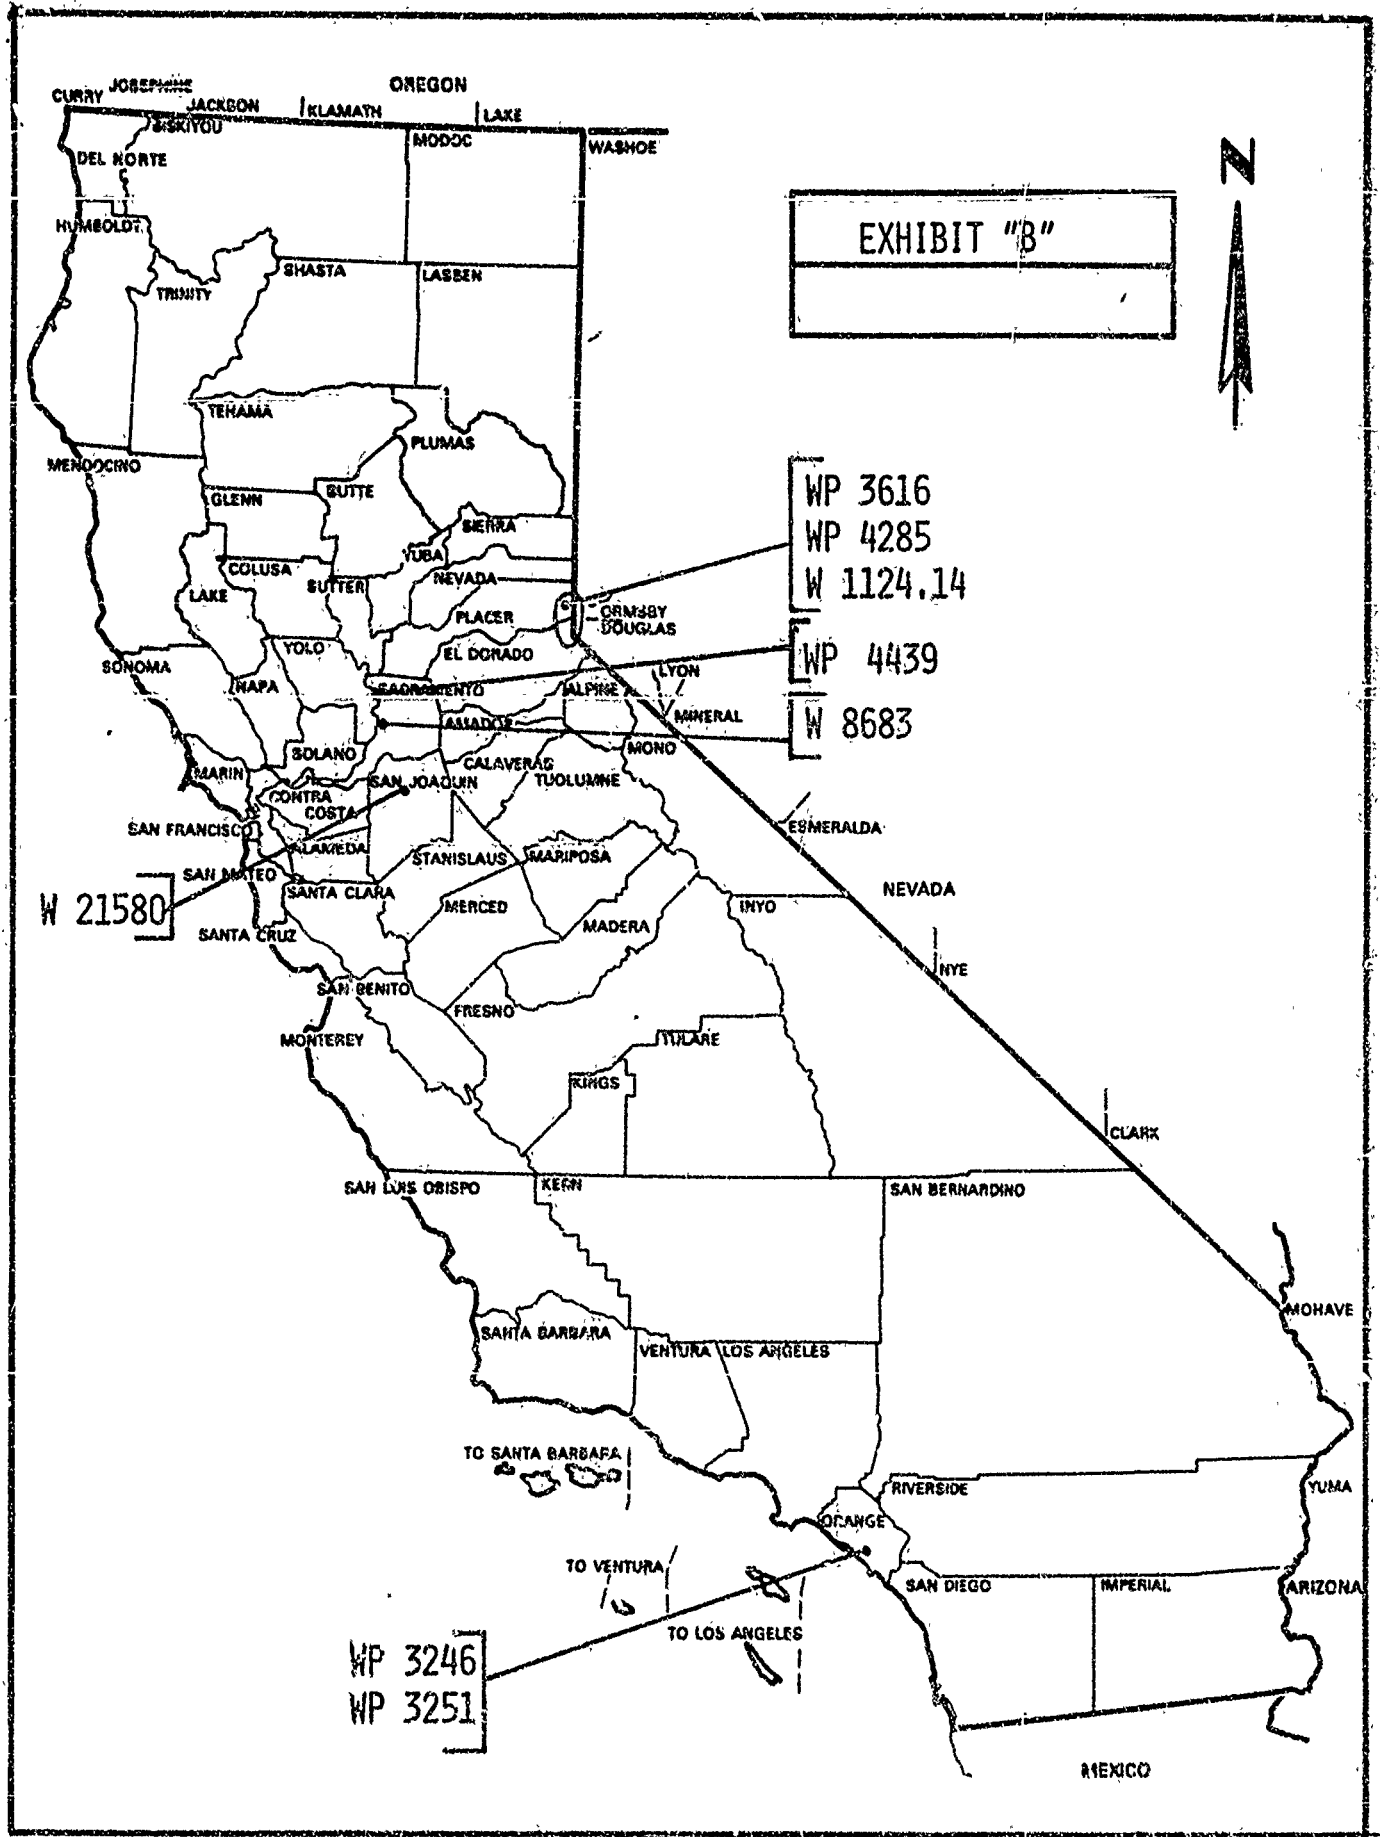 OREGON
CURRY
JOSEPHINE
JACKSON
KLAMATH
LAKE
SISKIYOU
MODOC
WASHOE
DEL NORTE
N
HUMBOLDT
EXHIBIT "B"
SHASTA
LASSEN
TRINITY
TEHAMA
PLUMAS
MENDOCINO
GLENN
BUTTE
WP 3616
WP 4285
W 1124.14
SIERRA
YUBA
COLUSA
SUTTER
NEVADA
LAKE
PLACER
ORMSBY
DOUGLAS
YOLO
EL DORADO
SONOMA
NAPA
SACRAMENTO
ALPINE
LYON
WP 4439
AMADOR
MINERAL
W 8683
SOLANO
MONO
CALAVERAS
MARIN
SAN JOAQUIN
TUOLUMNE
CONTRA
COSTA
SAN FRANCISCO
ESMERALDA
ALAMEDA
STANISLAUS
MARIPOSA
SAN MATEO
SANTA CLARA
NEVADA
W 21580
MERCED
INYO
SANTA CRUZ
MADERA
NYE
SAN BENITO
FRESNO
MONTEREY
TULARE
KINGS
CLARK
SAN LUIS OBISPO
KERN
SAN BERNARDINO
MOHAVE
SANTA BARBARA
VENTURA
LOS ANGELES
TO SANTA BARBARA
RIVERSIDE
YUMA
ORANGE
TO VENTURA
SAN DIEGO
IMPERIAL
ARIZONA
TO LOS ANGELES
WP 3246
WP 3251
MEXICO